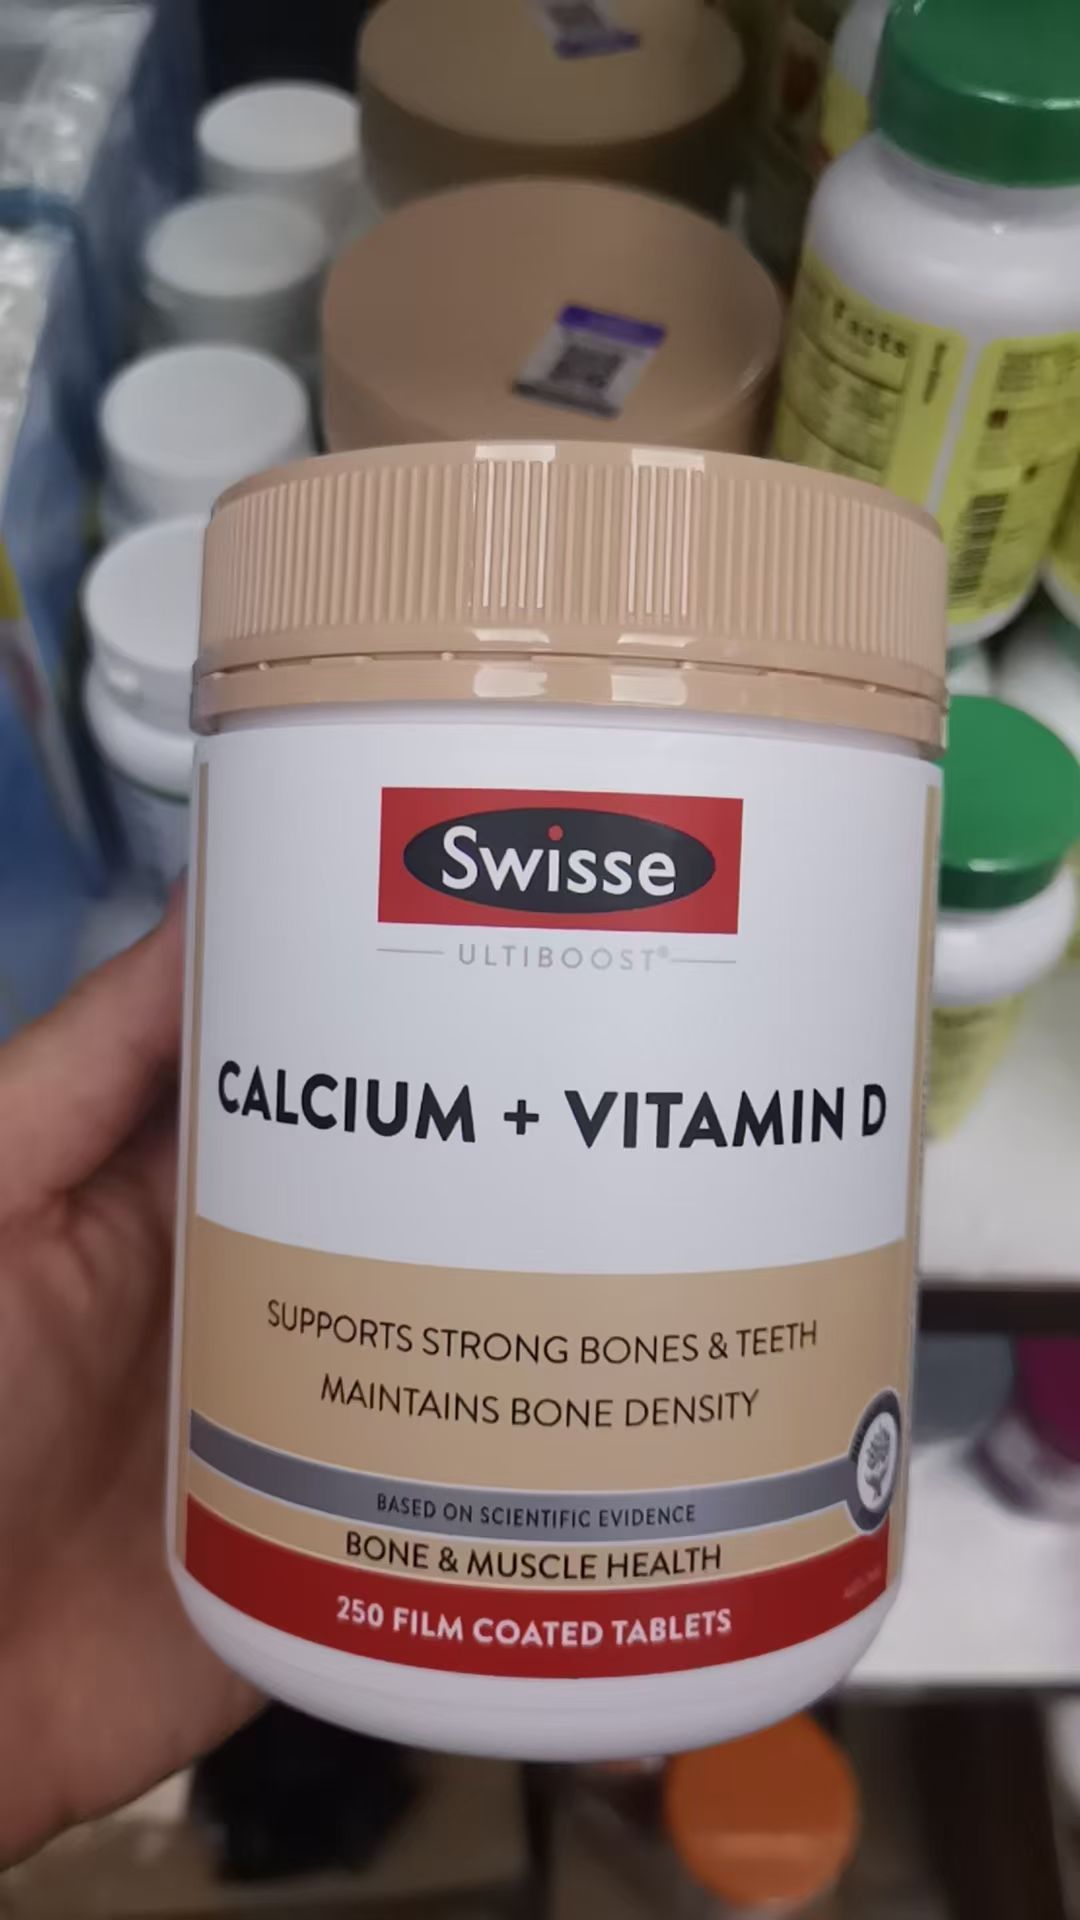 Facts
Swisse
ULTIBOOST®
CALCIUM + VITAMIN D
SUPPORTS STRONG BONES & TEETH
MAINTAINS BONE DENSITY
BASED ON SCIENTIFIC EVIDENCE
BONE & MUSCLE HEALTH
250 FILM COATED TABLETS